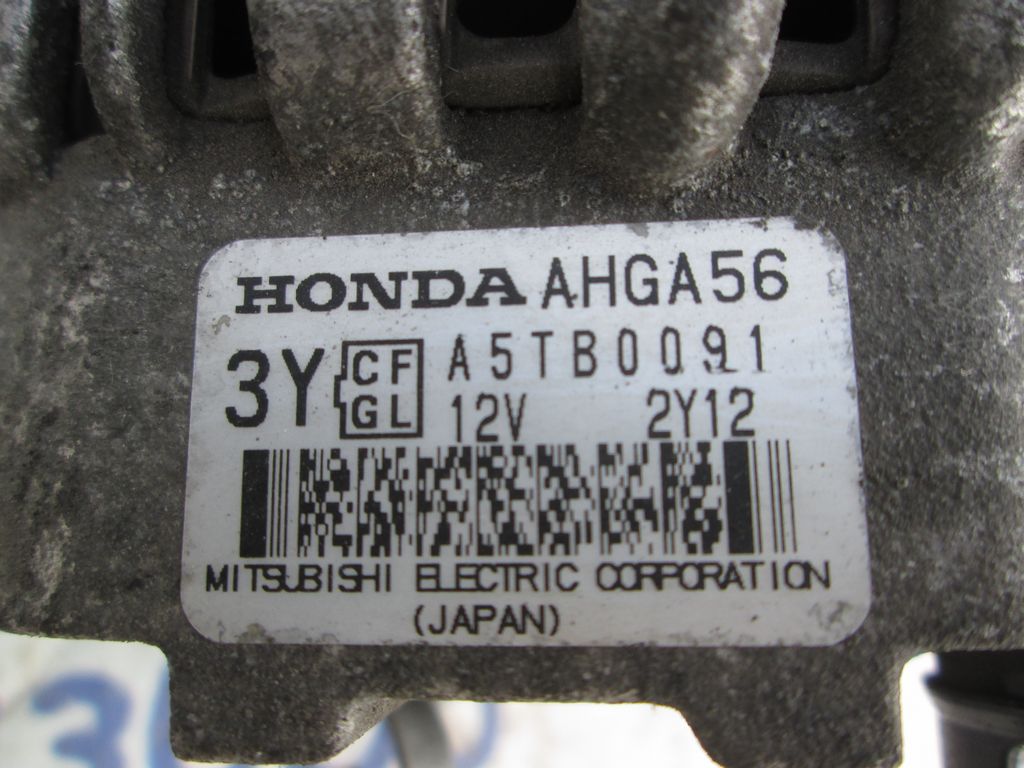 HONDA AHGA56
3Y CF GL A5TB0091
12V 2Y12
MITSUBISHI ELECTRIC CORPORATION
(JAPAN)